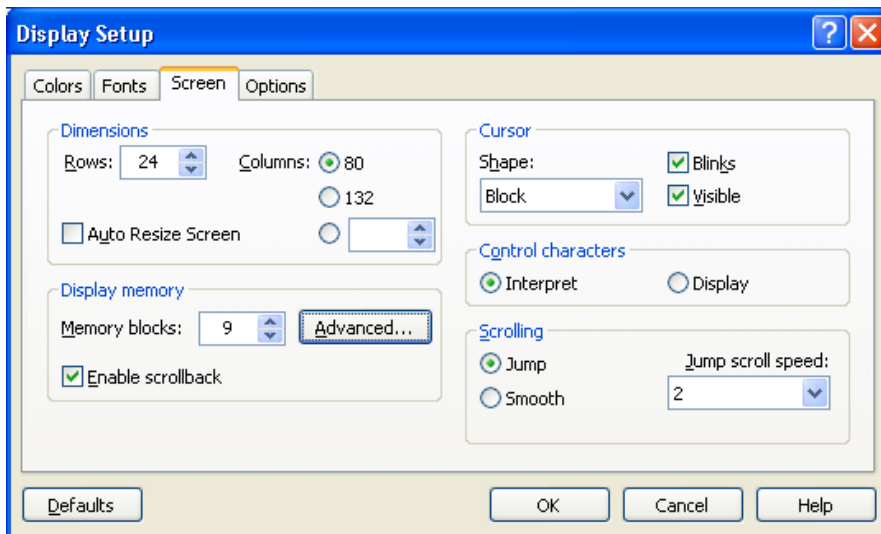 Display Setup
Colors Fonts Screen Options
Dimensions
Rows: 24 Columns: 80
132
Auto Resize Screen
Display memory
Memory blocks: 9 Advanced...
Enable scrollback
Cursor
Shape: Blinks
Block Visible
Control characters
Interpret Display
Scrolling
Jump Jump scroll speed:
Smooth 2
Defaults OK Cancel Help